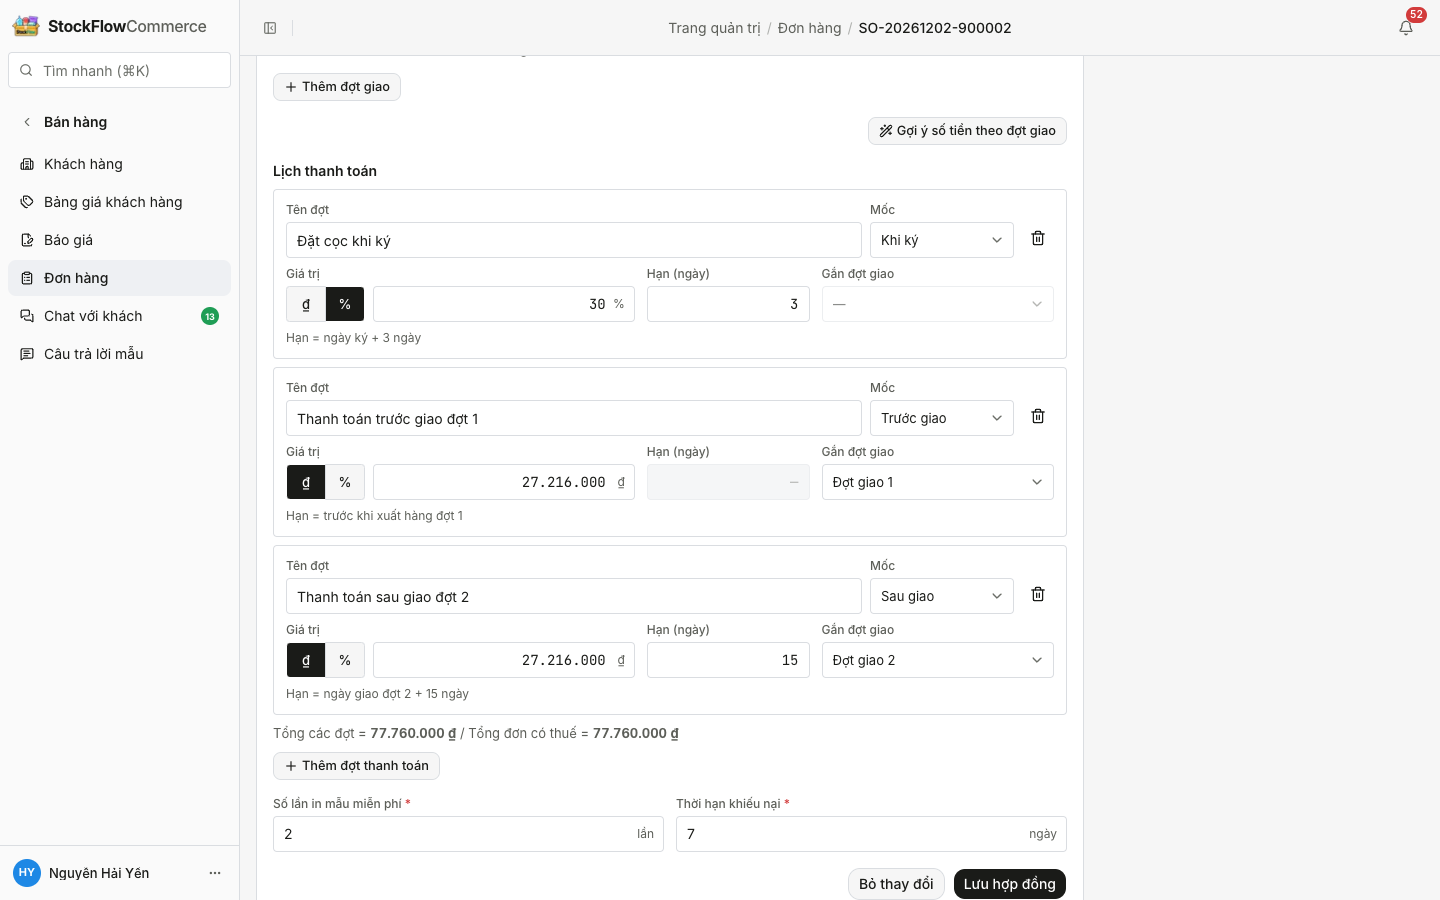 StockFlowCommerce
Tìm nhanh (⌘K)
Bán hàng
Khách hàng
Bảng giá khách hàng
Báo giá
Đơn hàng
Chat với khách
13
Câu trả lời mẫu
HY
Nguyễn Hải Yến
Trang quản trị / Đơn hàng / SO-20261202-900002
52
Thêm đợt giao
Gợi ý số tiền theo đợt giao
Lịch thanh toán
Tên đợt
Mốc
Đặt cọc khi ký
Khi ký
Giá trị
Hạn (ngày)
Gắn đợt giao
₫ % 30 %
3
—
Hạn = ngày ký + 3 ngày
Tên đợt
Mốc
Thanh toán trước giao đợt 1
Trước giao
Giá trị
Hạn (ngày)
Gắn đợt giao
₫ % 27.216.000 ₫
—
Đợt giao 1
Hạn = trước khi xuất hàng đợt 1
Tên đợt
Mốc
Thanh toán sau giao đợt 2
Sau giao
Giá trị
Hạn (ngày)
Gắn đợt giao
₫ % 27.216.000 ₫
15
Đợt giao 2
Hạn = ngày giao đợt 2 + 15 ngày
Tổng các đợt = 77.760.000 ₫ / Tổng đơn có thuế = 77.760.000 ₫
Thêm đợt thanh toán
Số lần in mẫu miễn phí *
Thời hạn khiếu nại *
2 lần
7 ngày
Bỏ thay đổi
Lưu hợp đồng